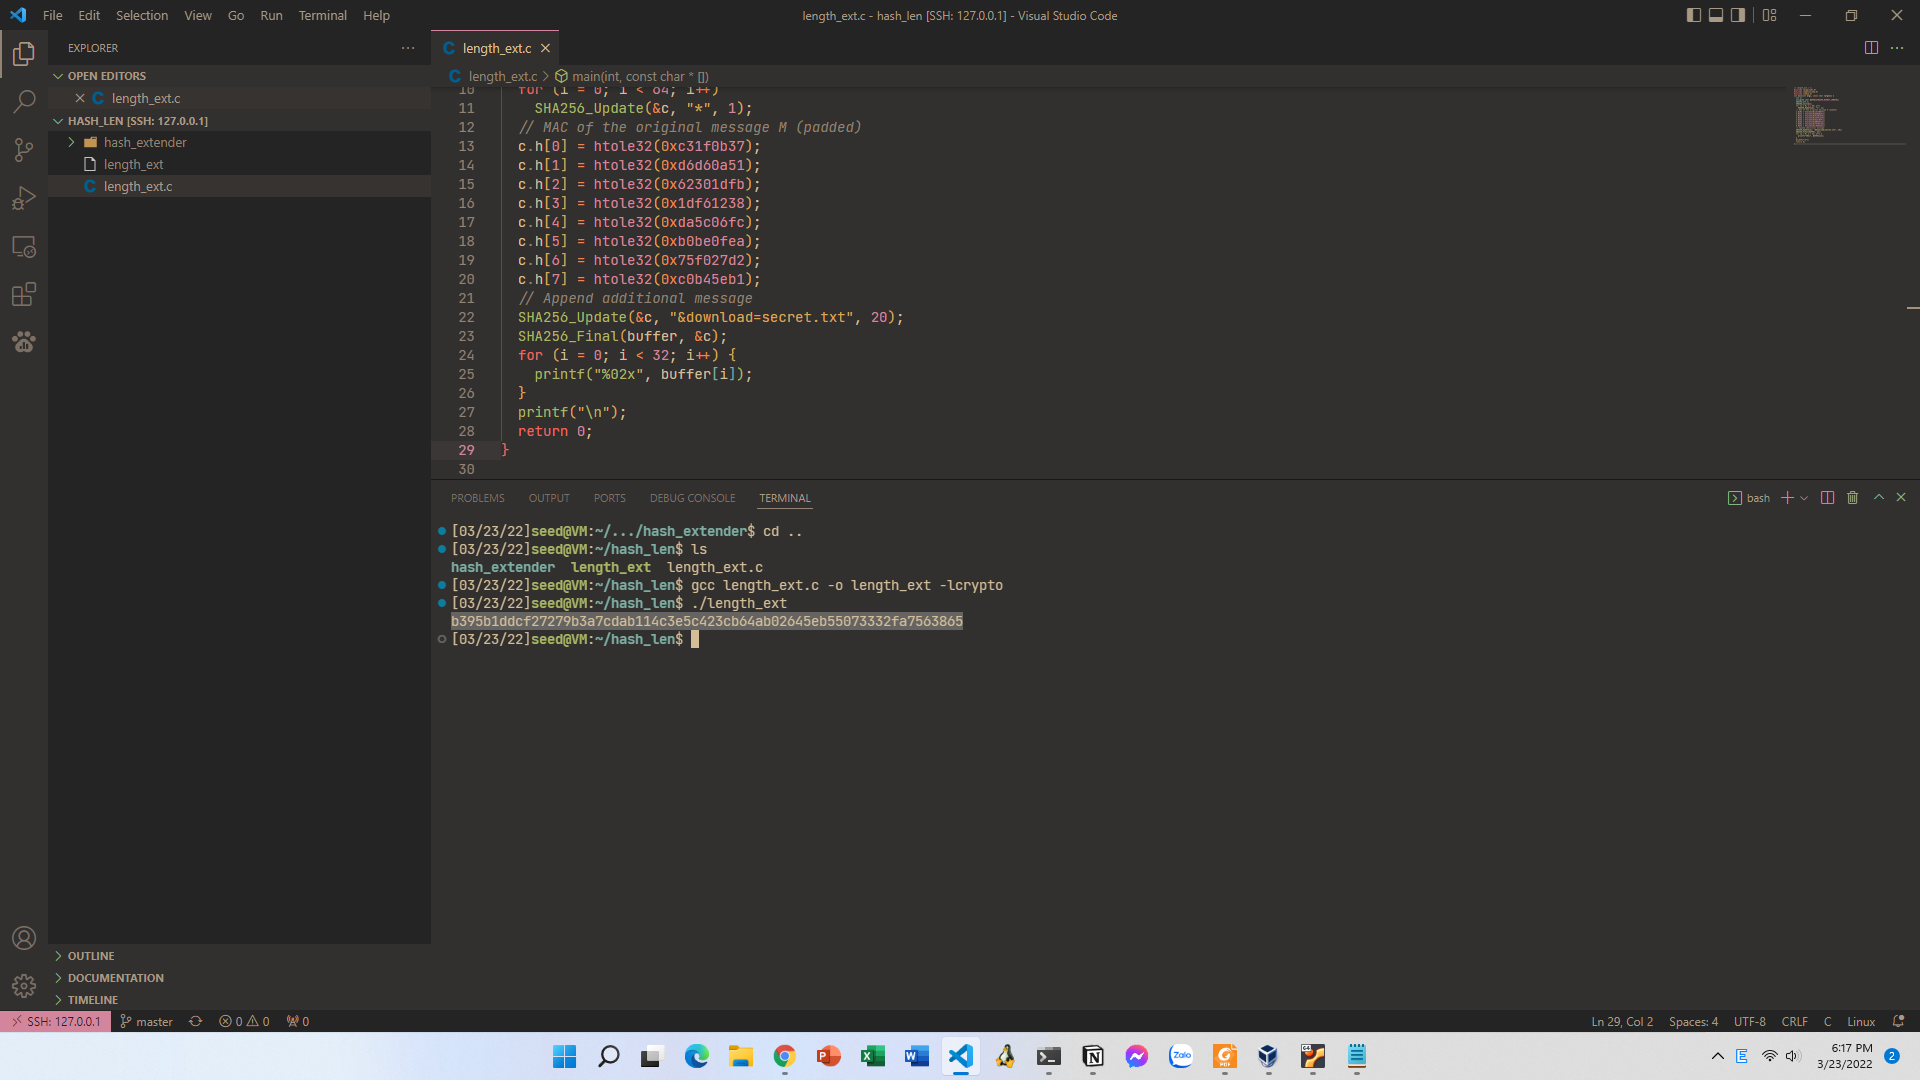 File Edit Selection View Go Run Terminal Help
length_ext.c - hash_len [SSH: 127.0.0.1] - Visual Studio Code
EXPLORER
OPEN EDITORS
length_ext.c
HASH_LEN [SSH: 127.0.0.1]
hash_extender
length_ext
length_ext.c
OUTLINE
DOCUMENTATION
TIMELINE
length_ext.c
length_ext.c > main(int, const char * [])
10 for (i = 0; i < 64; i++)
11 SHA256_Update(&c, "*", 1);
12 // MAC of the original message M (padded)
13 c.h[0] = htole32(0xc31f0b37);
14 c.h[1] = htole32(0xd6d60a51);
15 c.h[2] = htole32(0x62301dfb);
16 c.h[3] = htole32(0x1df61238);
17 c.h[4] = htole32(0xda5c06fc);
18 c.h[5] = htole32(0xb0be0fea);
19 c.h[6] = htole32(0x75f027d2);
20 c.h[7] = htole32(0xc0b45eb1);
21 // Append additional message
22 SHA256_Update(&c, "&download=secret.txt", 20);
23 SHA256_Final(buffer, &c);
24 for (i = 0; i < 32; i++) {
25 printf("%02x", buffer[i]);
26 }
27 printf("\n");
28 return 0;
29 }
30
PROBLEMS OUTPUT PORTS DEBUG CONSOLE TERMINAL
bash
[03/23/22]seed@VM:~/.../hash_extender$ cd ..
[03/23/22]seed@VM:~/hash_len$ ls
hash_extender length_ext length_ext.c
[03/23/22]seed@VM:~/hash_len$ gcc length_ext.c -o length_ext -lcrypto
[03/23/22]seed@VM:~/hash_len$ ./length_ext
b395b1ddcf27279b3a7cdab114c3e5c423cb64ab02645eb55073332fa7563865
[03/23/22]seed@VM:~/hash_len$
SSH: 127.0.0.1 master 0 0 0
Ln 29, Col 2 Spaces: 4 UTF-8 CRLF C Linux
Zalo
E
6:17 PM
3/23/2022
2